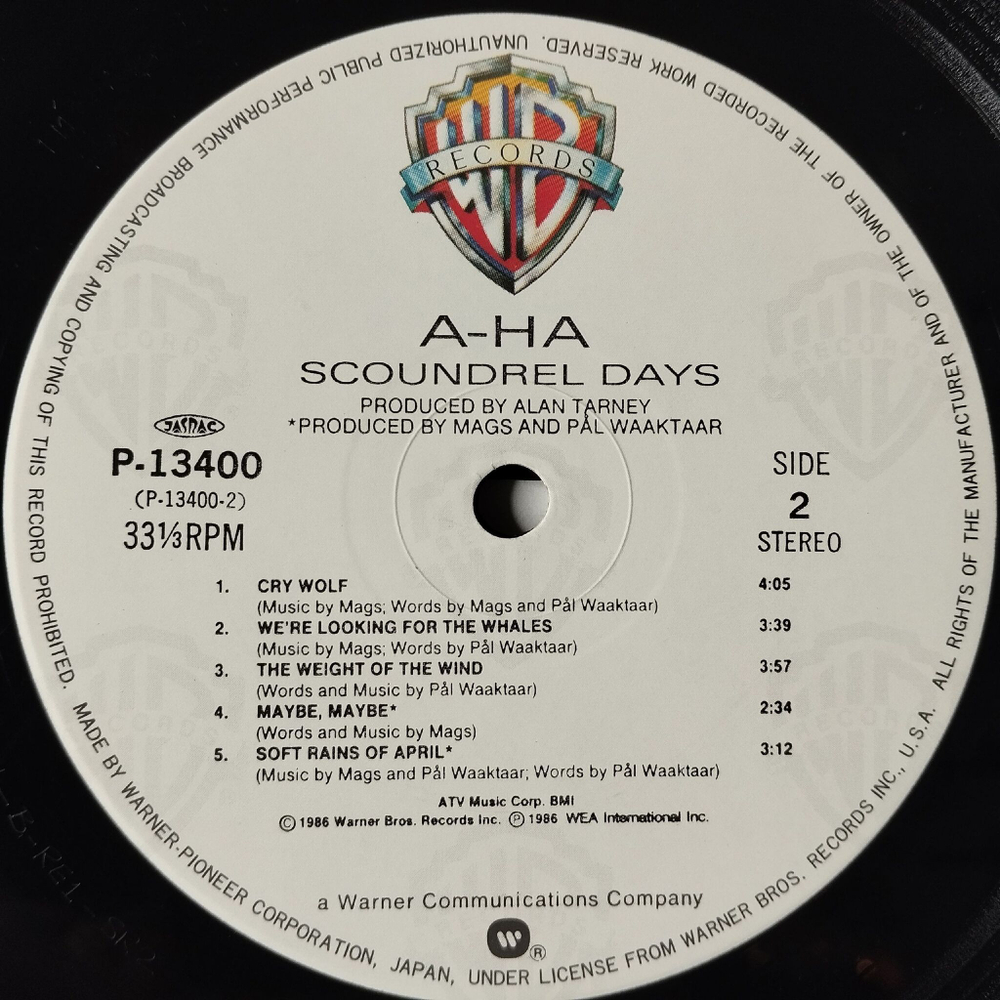 WB
RECORDS
A-HA
SCOUNDREL DAYS
PRODUCED BY ALAN TARNEY
*PRODUCED BY MAGS AND PÅL WAAKTAAR
JASRAC
P-13400
(P-13400-2)
33⅓RPM
SIDE
2
STEREO
1. CRY WOLF 4:05
(Music by Mags; Words by Mags and Pål Waaktaar)
2. WE'RE LOOKING FOR THE WHALES 3:39
(Music by Mags; Words by Pål Waaktaar)
3. THE WEIGHT OF THE WIND 3:57
(Words and Music by Pål Waaktaar)
4. MAYBE, MAYBE* 2:34
(Words and Music by Mags)
5. SOFT RAINS OF APRIL* 3:12
(Music by Mags and Pål Waaktaar; Words by Pål Waaktaar)
ATV Music Corp. BMI
Ⓒ 1986 Warner Bros. Records Inc. Ⓟ 1986 WEA International Inc.
a Warner Communications Company
®
MADE BY WARNER-PIONEER CORPORATION, JAPAN, UNDER LICENSE FROM WARNER BROS. RECORDS INC., U.S.A. ALL RIGHTS OF THE MANUFACTURER AND OF THE OWNER OF THE RECORDED WORK RESERVED. UNAUTHORIZED PUBLIC PERFORMANCE BROADCASTING AND COPYING OF THIS RECORD PROHIBITED.